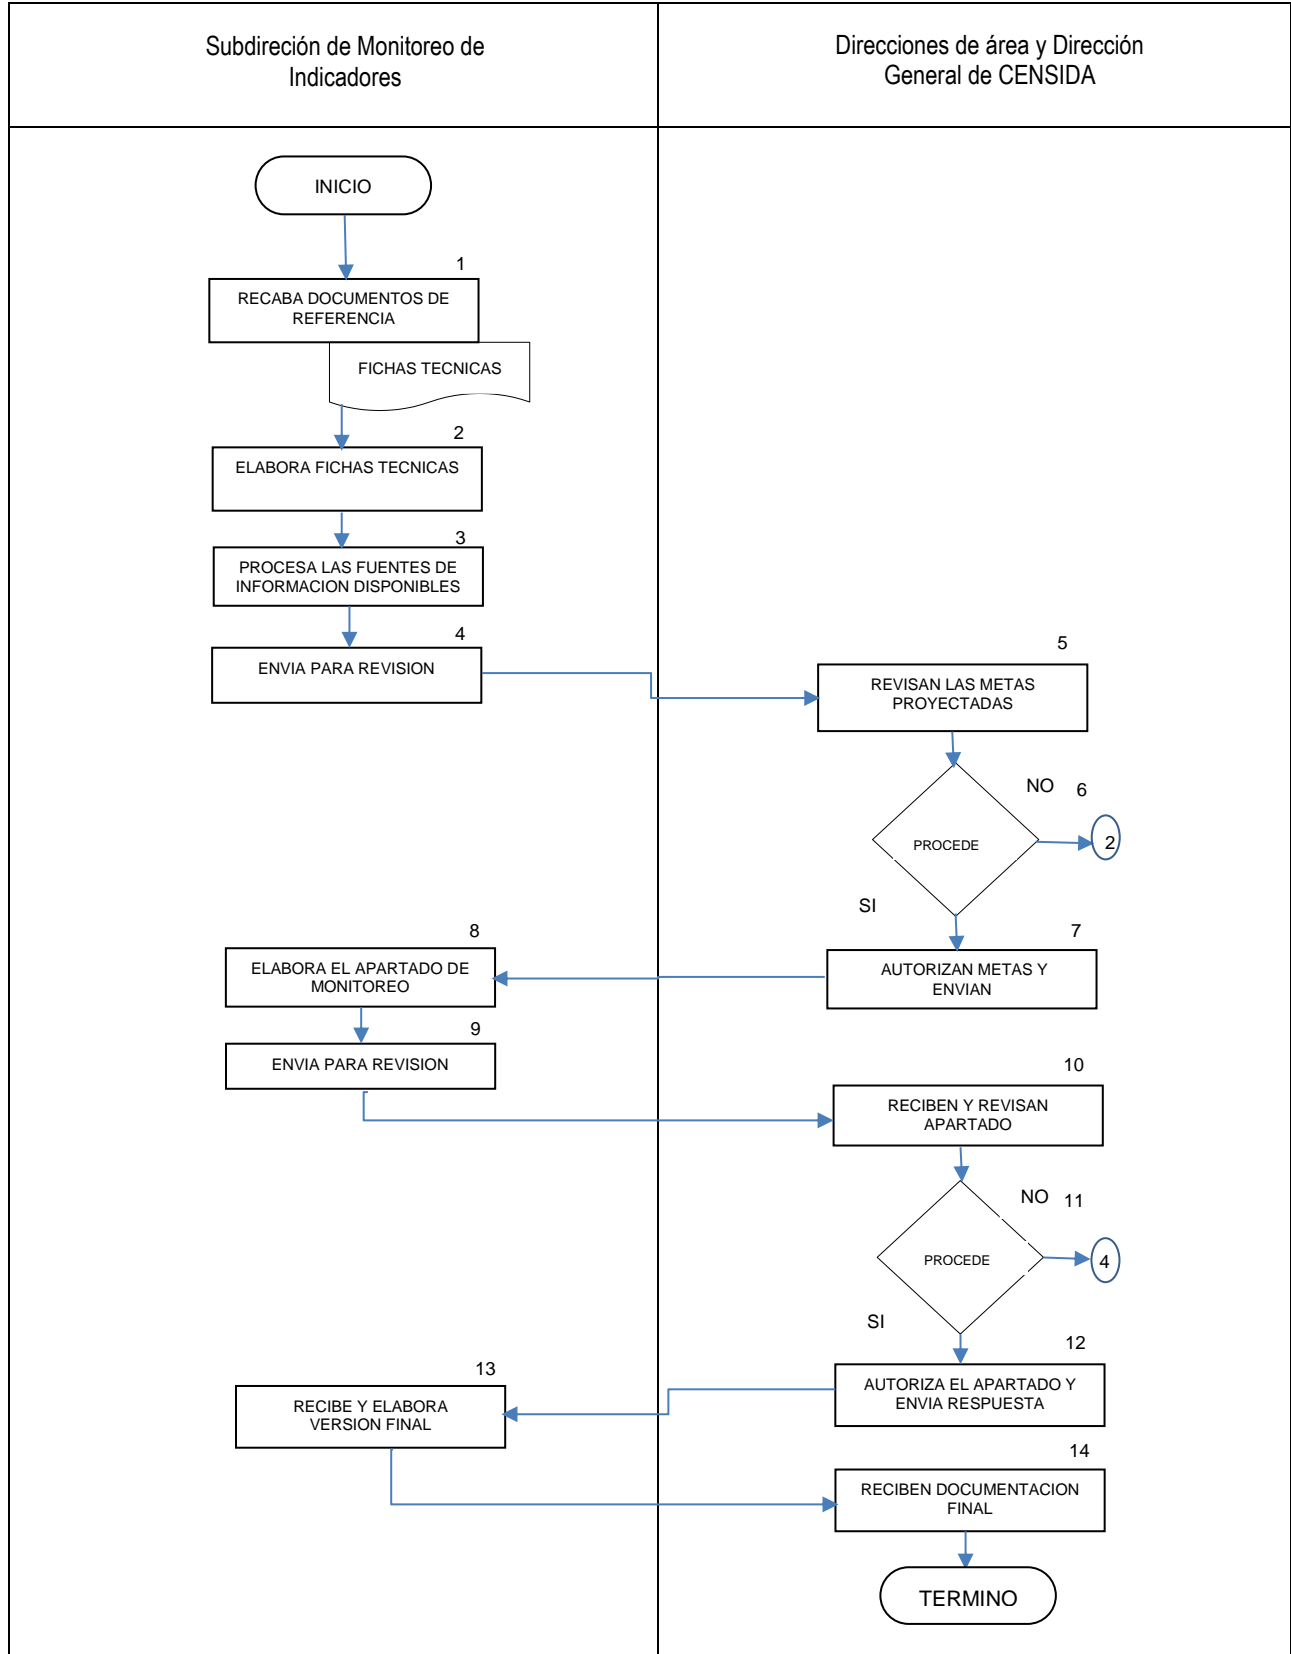 Subdireción de Monitoreo de
Indicadores
Direcciones de área y Dirección
General de CENSIDA
INICIO
1
RECABA DOCUMENTOS DE
REFERENCIA
FICHAS TECNICAS
2
ELABORA FICHAS TECNICAS
3
PROCESA LAS FUENTES DE
INFORMACION DISPONIBLES
4
ENVIA PARA REVISION
5
REVISAN LAS METAS
PROYECTADAS
NO 6
PROCEDE
2
SI
7
AUTORIZAN METAS Y
ENVIAN
8
ELABORA EL APARTADO DE
MONITOREO
9
ENVIA PARA REVISION
10
RECIBEN Y REVISAN
APARTADO
NO 11
PROCEDE
4
SI
12
AUTORIZA EL APARTADO Y
ENVIA RESPUESTA
13
RECIBE Y ELABORA
VERSION FINAL
14
RECIBEN DOCUMENTACION
FINAL
TERMINO